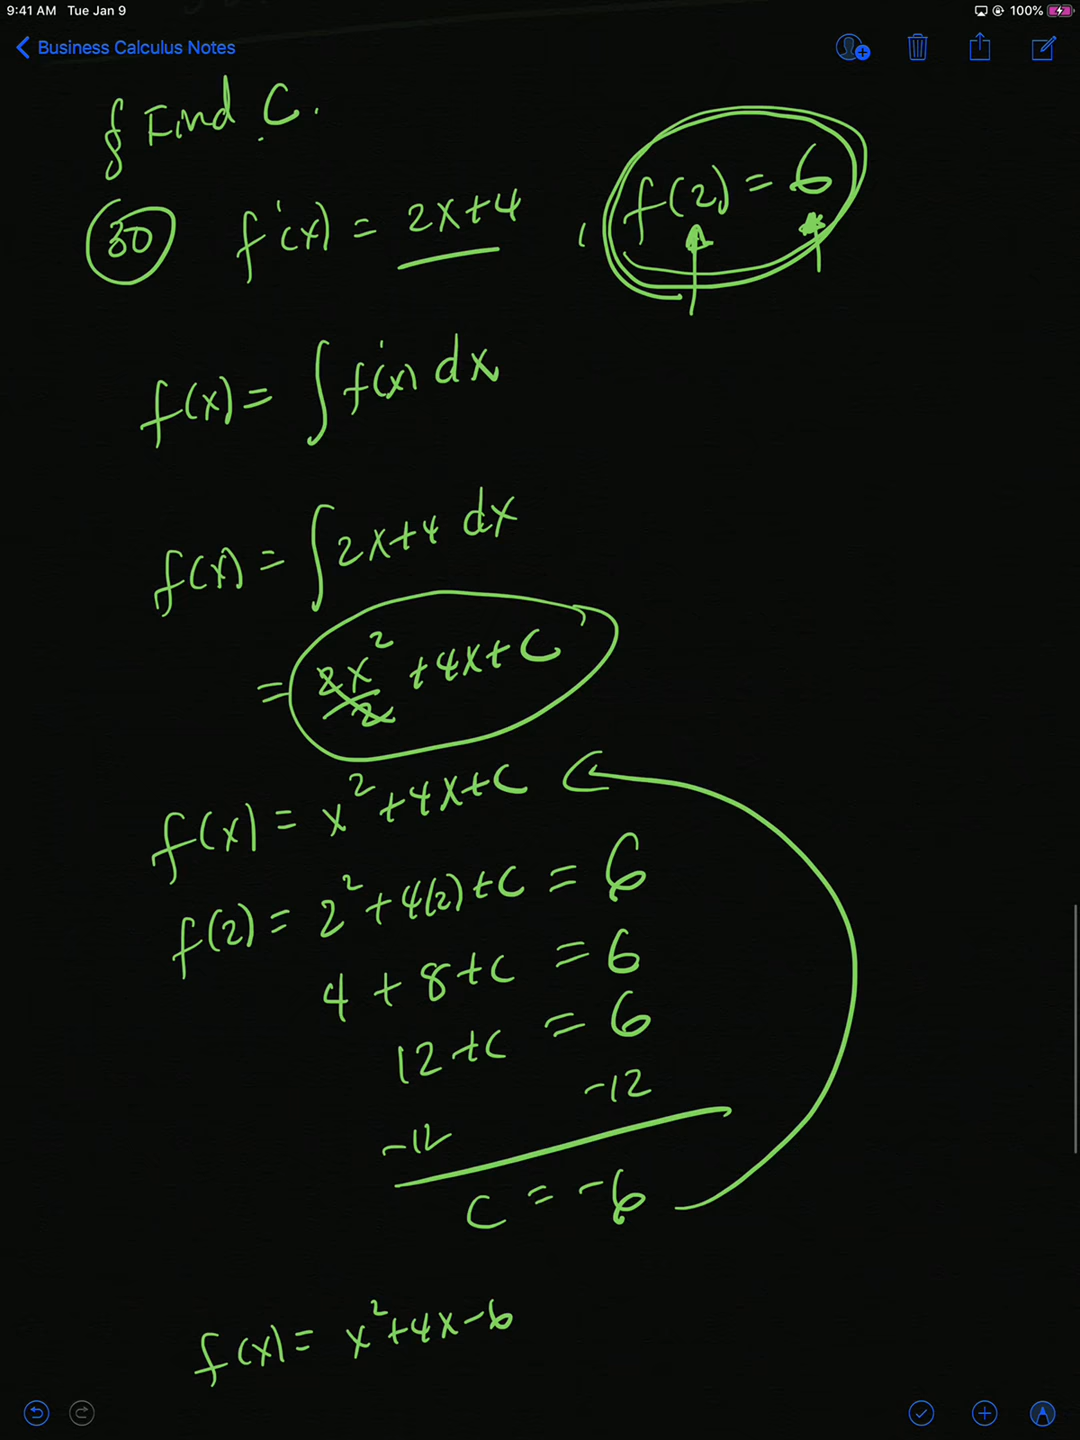 9:41 AM Tue Jan 9
100%
Business Calculus Notes
§ Find C.
30 f'(x) = 2x+4 , f(2) = 6
f(x) = ∫ f'(x) dx
f(x) = ∫ 2x+4 dx
= 2x²/2 + 4x + C
f(x) = x² + 4x + C
f(2) = 2² + 4(2) + C = 6
4 + 8 + C = 6
12 + C = 6
-12
-12
C = -6
f(x) = x² + 4x - 6